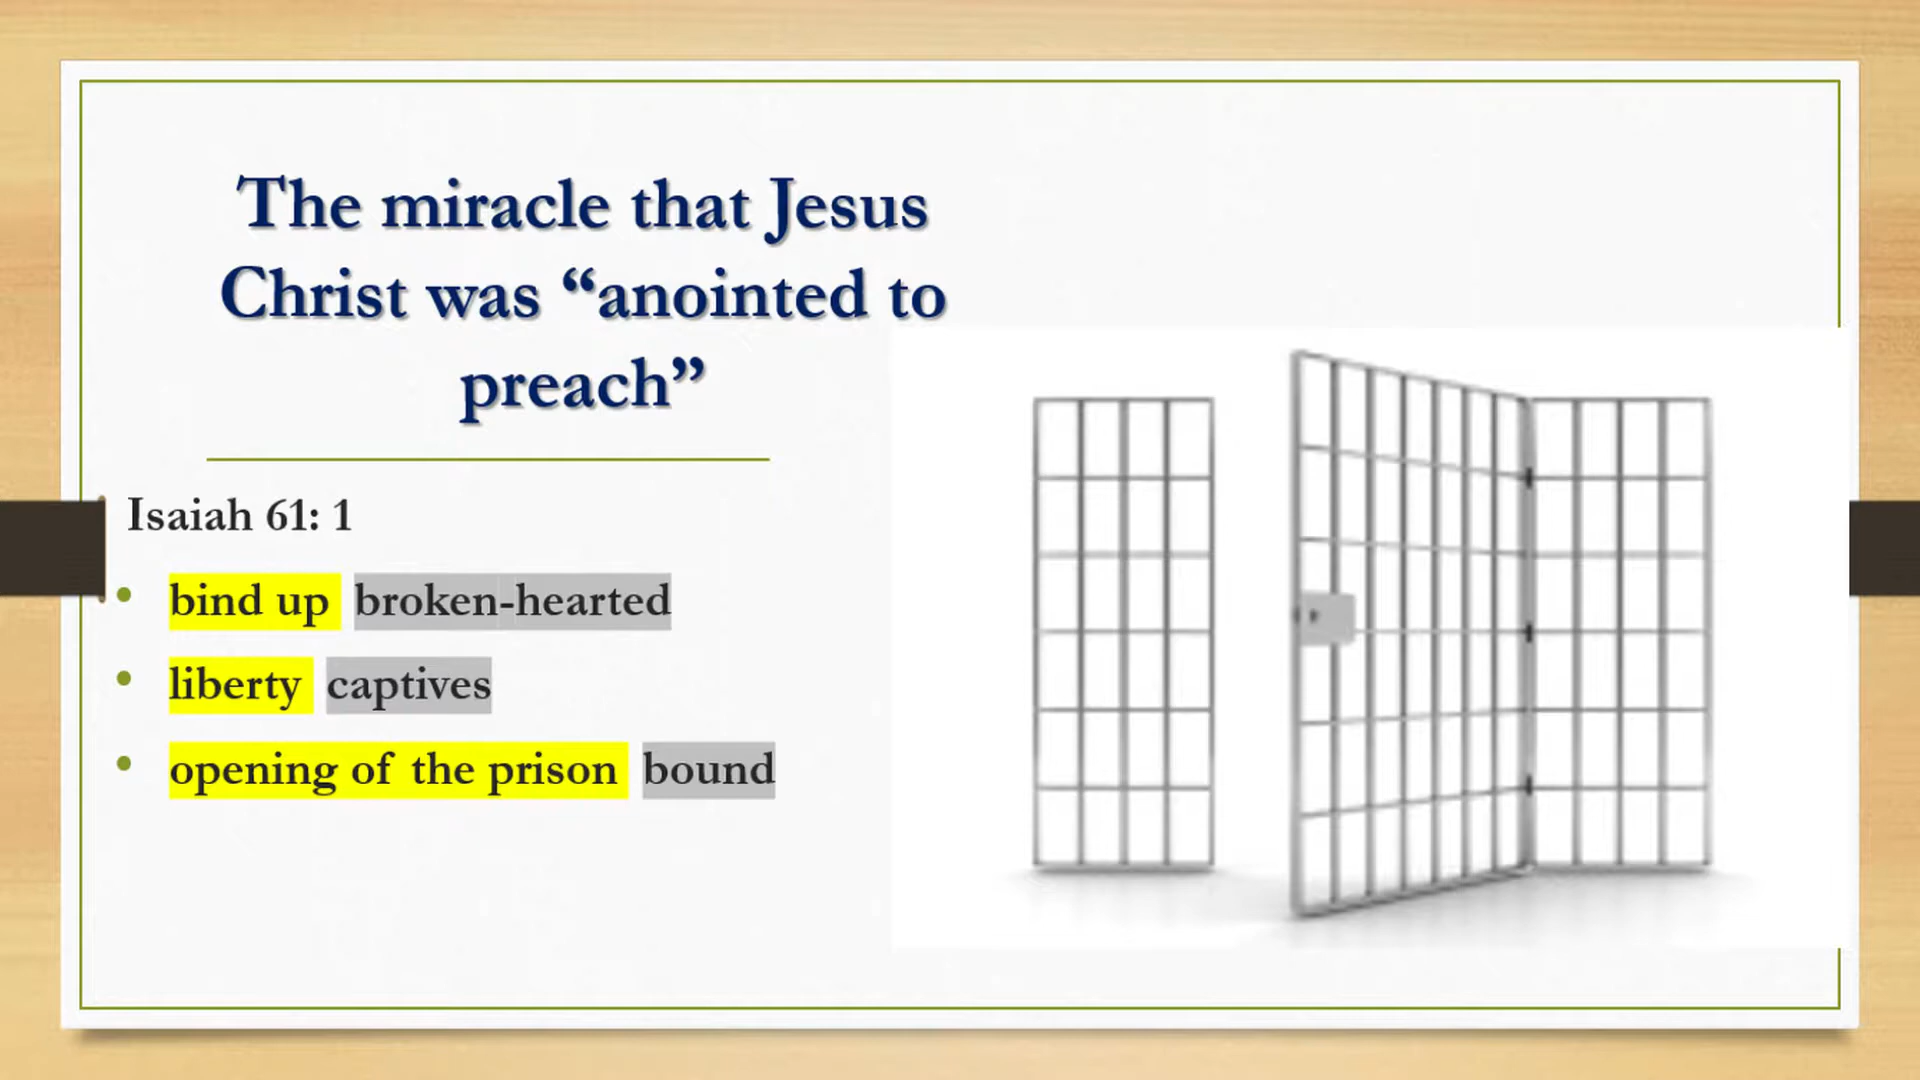 The miracle that Jesus
Christ was “anointed to
preach”
Isaiah 61: 1
• bind up broken-hearted
• liberty captives
• opening of the prison bound